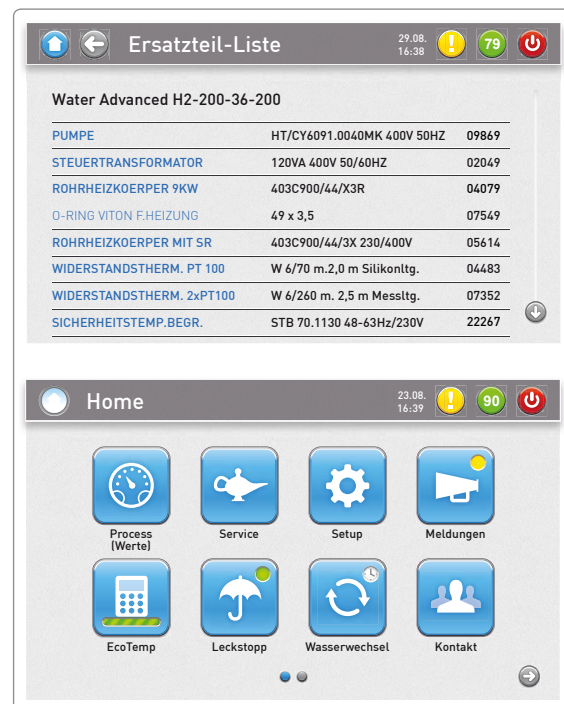 Ersatzteil-Liste
29.08.
16:38
! 79
Water Advanced H2-200-36-200
PUMPE HT/CY6091.0040MK 400V 50HZ 09869
STEUERTRANSFORMATOR 120VA 400V 50/60HZ 02049
ROHRHEIZKOERPER 9KW 403C900/44/X3R 04079
O-RING VITON F.HEIZUNG 49 x 3,5 07549
ROHRHEIZKOERPER MIT SR 403C900/44/3X 230/400V 05614
WIDERSTANDSTHERM. PT 100 W 6/70 m.2,0 m Silikonltg. 04483
WIDERSTANDSTHERM. 2xPT100 W 6/260 m. 2,5 m Messltg. 07352
SICHERHEITSTEMP.BEGR. STB 70.1130 48-63Hz/230V 22267
Home
23.08.
16:39
! 90
Process
(Werte)
Service
Setup
Meldungen
EcoTemp
Leckstopp
Wasserwechsel
Kontakt